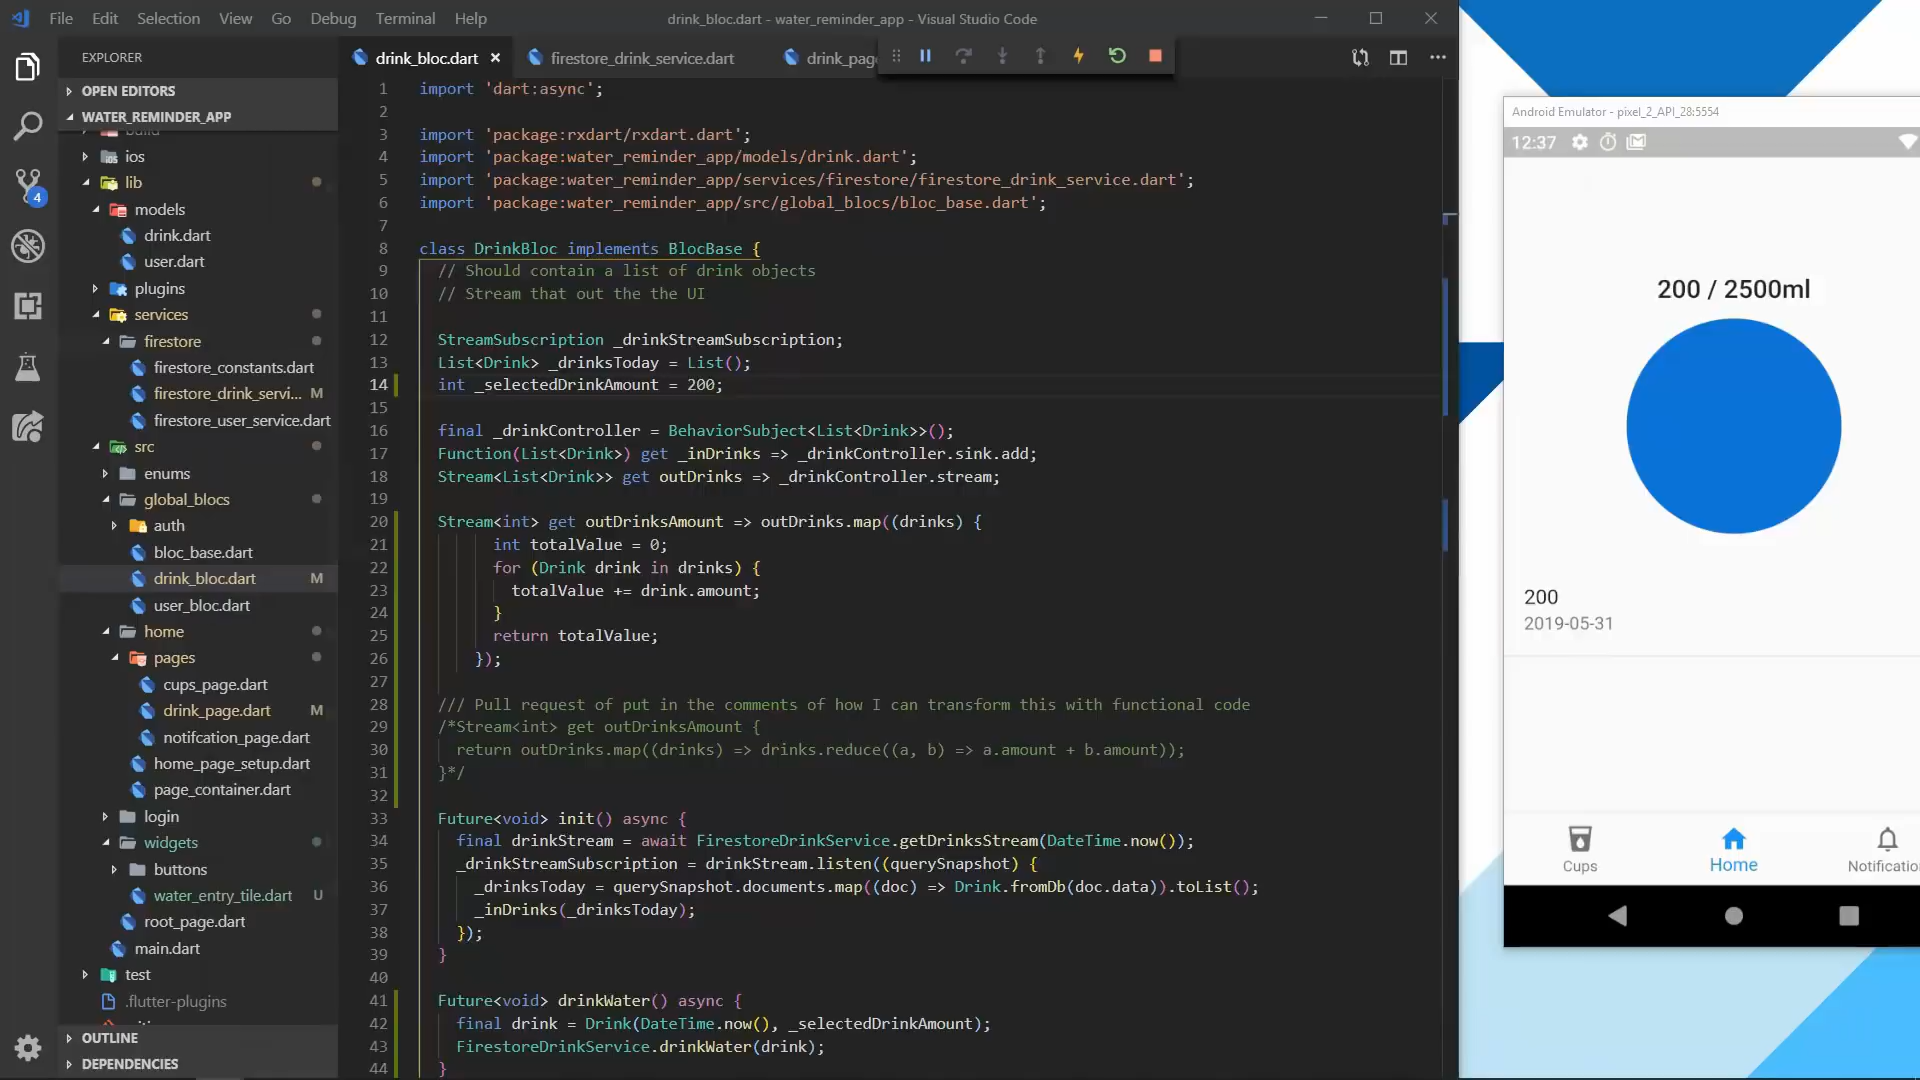 File Edit Selection View Go Debug Terminal Help
drink_bloc.dart - water_reminder_app - Visual Studio Code
EXPLORER
OPEN EDITORS
WATER_REMINDER_APP
build
ios
lib
models
drink.dart
user.dart
plugins
services
firestore
firestore_constants.dart
firestore_drink_servi... M
firestore_user_service.dart
src
enums
global_blocs
auth
bloc_base.dart
drink_bloc.dart M
user_bloc.dart
home
pages
cups_page.dart
drink_page.dart M
notifcation_page.dart
home_page_setup.dart
page_container.dart
login
widgets
buttons
water_entry_tile.dart U
root_page.dart
main.dart
test
.flutter-plugins
OUTLINE
DEPENDENCIES
4
drink_bloc.dart firestore_drink_service.dart drink_pag
1 import 'dart:async';
2
3 import 'package:rxdart/rxdart.dart';
4 import 'package:water_reminder_app/models/drink.dart';
5 import 'package:water_reminder_app/services/firestore/firestore_drink_service.dart';
6 import 'package:water_reminder_app/src/global_blocs/bloc_base.dart';
7
8 class DrinkBloc implements BlocBase {
9 // Should contain a list of drink objects
10 // Stream that out the the UI
11
12 StreamSubscription _drinkStreamSubscription;
13 List<Drink> _drinksToday = List();
14 int _selectedDrinkAmount = 200;
15
16 final _drinkController = BehaviorSubject<List<Drink>>();
17 Function(List<Drink>) get _inDrinks => _drinkController.sink.add;
18 Stream<List<Drink>> get outDrinks => _drinkController.stream;
19
20 Stream<int> get outDrinksAmount => outDrinks.map((drinks) {
21 int totalValue = 0;
22 for (Drink drink in drinks) {
23 totalValue += drink.amount;
24 }
25 return totalValue;
26 });
27
28 /// Pull request of put in the comments of how I can transform this with functional code
29 /*Stream<int> get outDrinksAmount {
30 return outDrinks.map((drinks) => drinks.reduce((a, b) => a.amount + b.amount));
31 }*/
32
33 Future<void> init() async {
34 final drinkStream = await FirestoreDrinkService.getDrinksStream(DateTime.now());
35 _drinkStreamSubscription = drinkStream.listen((querySnapshot) {
36 _drinksToday = querySnapshot.documents.map((doc) => Drink.fromDb(doc.data)).toList();
37 _inDrinks(_drinksToday);
38 });
39 }
40
41 Future<void> drinkWater() async {
42 final drink = Drink(DateTime.now(), _selectedDrinkAmount);
43 FirestoreDrinkService.drinkWater(drink);
44 }
Android Emulator - pixel_2_API_28:5554
12:37
200 / 2500ml
200
2019-05-31
Cups Home Notificatio